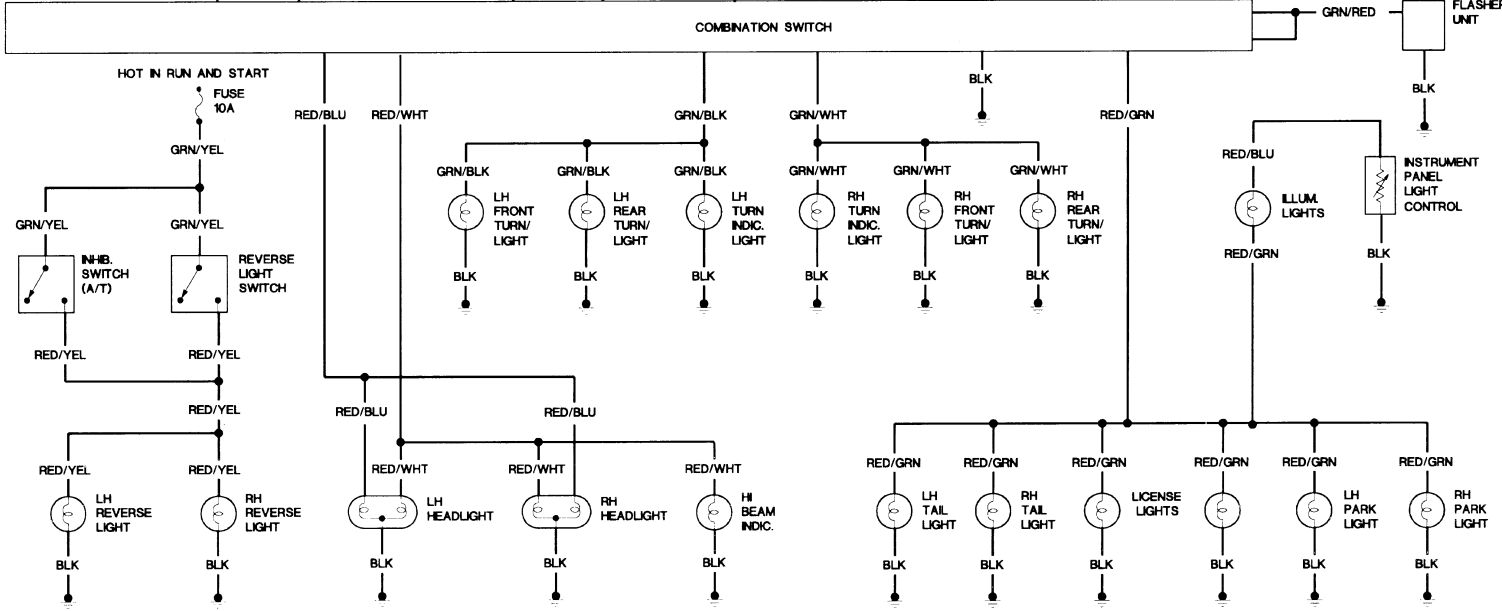 COMBINATION SWITCH
GRN/RED
FLASHER
UNIT
HOT IN RUN AND START
FUSE
10A
RED/BLU
RED/WHT
GRN/BLK
GRN/WHT
BLK
RED/GRN
BLK
GRN/YEL
GRN/BLK
GRN/BLK
GRN/BLK
GRN/WHT
GRN/WHT
GRN/WHT
RED/BLU
INSTRUMENT
PANEL
LIGHT
CONTROL
GRN/YEL
GRN/YEL
LH
FRONT
TURN/
LIGHT
LH
REAR
TURN/
LIGHT
LH
TURN
INDIC.
LIGHT
RH
TURN
INDIC.
LIGHT
RH
FRONT
TURN/
LIGHT
RH
REAR
TURN/
LIGHT
ILLUM.
LIGHTS
RED/GRN
BLK
INHIB.
SWITCH
(A/T)
REVERSE
LIGHT
SWITCH
BLK
BLK
BLK
BLK
BLK
BLK
RED/YEL
RED/YEL
RED/YEL
RED/BLU
RED/BLU
RED/YEL
RED/YEL
RED/WHT
RED/WHT
RED/WHT
RED/GRN
RED/GRN
RED/GRN
RED/GRN
RED/GRN
RED/GRN
LH
REVERSE
LIGHT
RH
REVERSE
LIGHT
LH
HEADLIGHT
RH
HEADLIGHT
HI
BEAM
INDIC.
LH
TAIL
LIGHT
RH
TAIL
LIGHT
LICENSE
LIGHTS
LH
PARK
LIGHT
RH
PARK
LIGHT
BLK
BLK
BLK
BLK
BLK
BLK
BLK
BLK
BLK
BLK
BLK